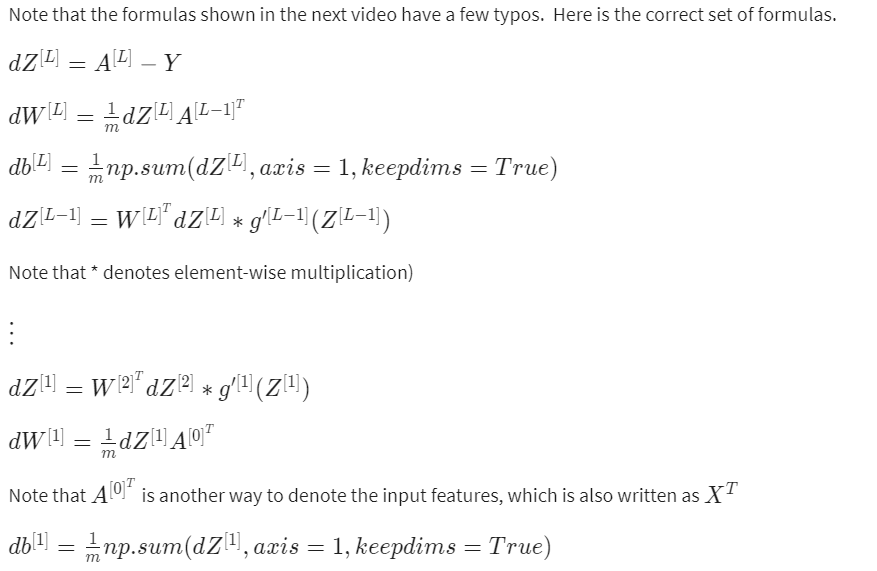 Note that the formulas shown in the next video have a few typos.  Here is the correct set of formulas.
$dZ^{[L]} = A^{[L]} - Y$
$dW^{[L]} = \frac{1}{m} dZ^{[L]} A^{[L-1]^T}$
$db^{[L]} = \frac{1}{m} np.sum(dZ^{[L]}, axis = 1, keepdims = True)$
$dZ^{[L-1]} = W^{[L]^T} dZ^{[L]} * g'^{[L-1]}(Z^{[L-1]})$
Note that * denotes element-wise multiplication)
⋮
$dZ^{[1]} = W^{[2]^T} dZ^{[2]} * g'^{[1]}(Z^{[1]})$
$dW^{[1]} = \frac{1}{m} dZ^{[1]} A^{[0]^T}$
Note that $A^{[0]^T}$ is another way to denote the input features, which is also written as $X^T$
$db^{[1]} = \frac{1}{m} np.sum(dZ^{[1]}, axis = 1, keepdims = True)$